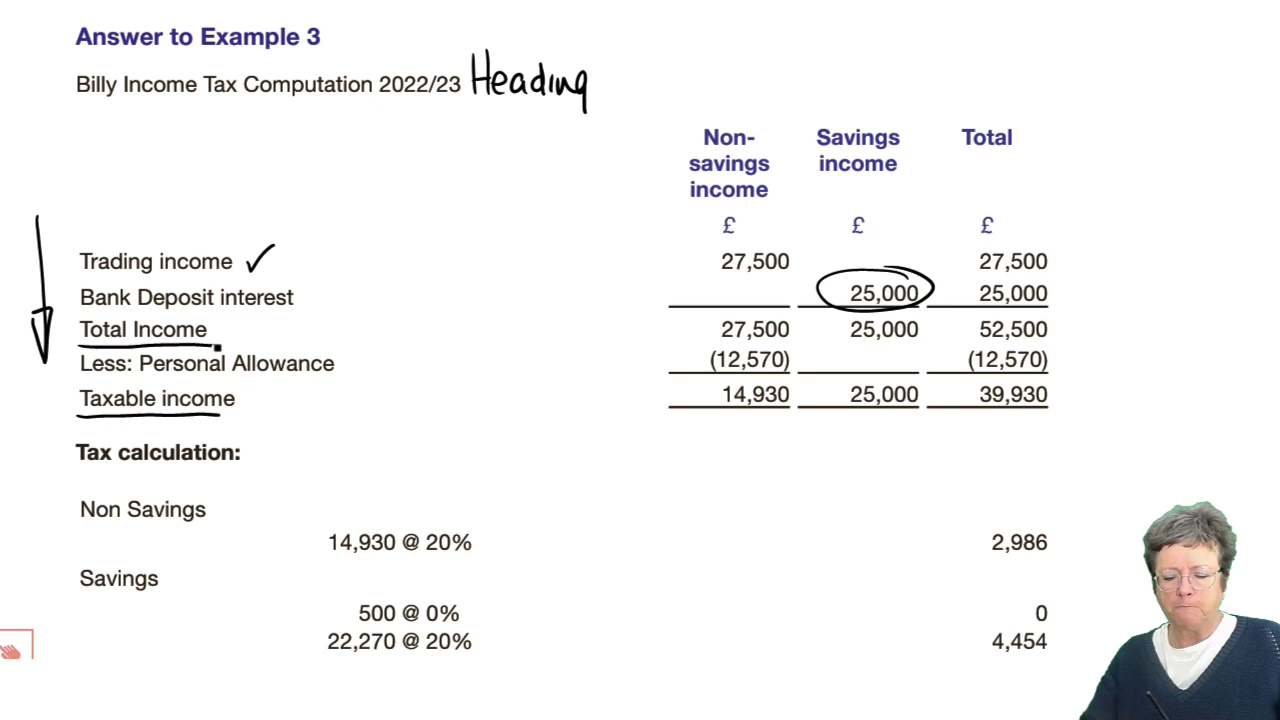 Answer to Example 3
Billy Income Tax Computation 2022/23 Heading
Non-savings income Savings income Total
£ £ £
Trading income 27,500 27,500
Bank Deposit interest 25,000 25,000
Total Income 27,500 25,000 52,500
Less: Personal Allowance (12,570) (12,570)
Taxable income 14,930 25,000 39,930
Tax calculation:
Non Savings
14,930 @ 20% 2,986
Savings
500 @ 0% 0
22,270 @ 20% 4,454